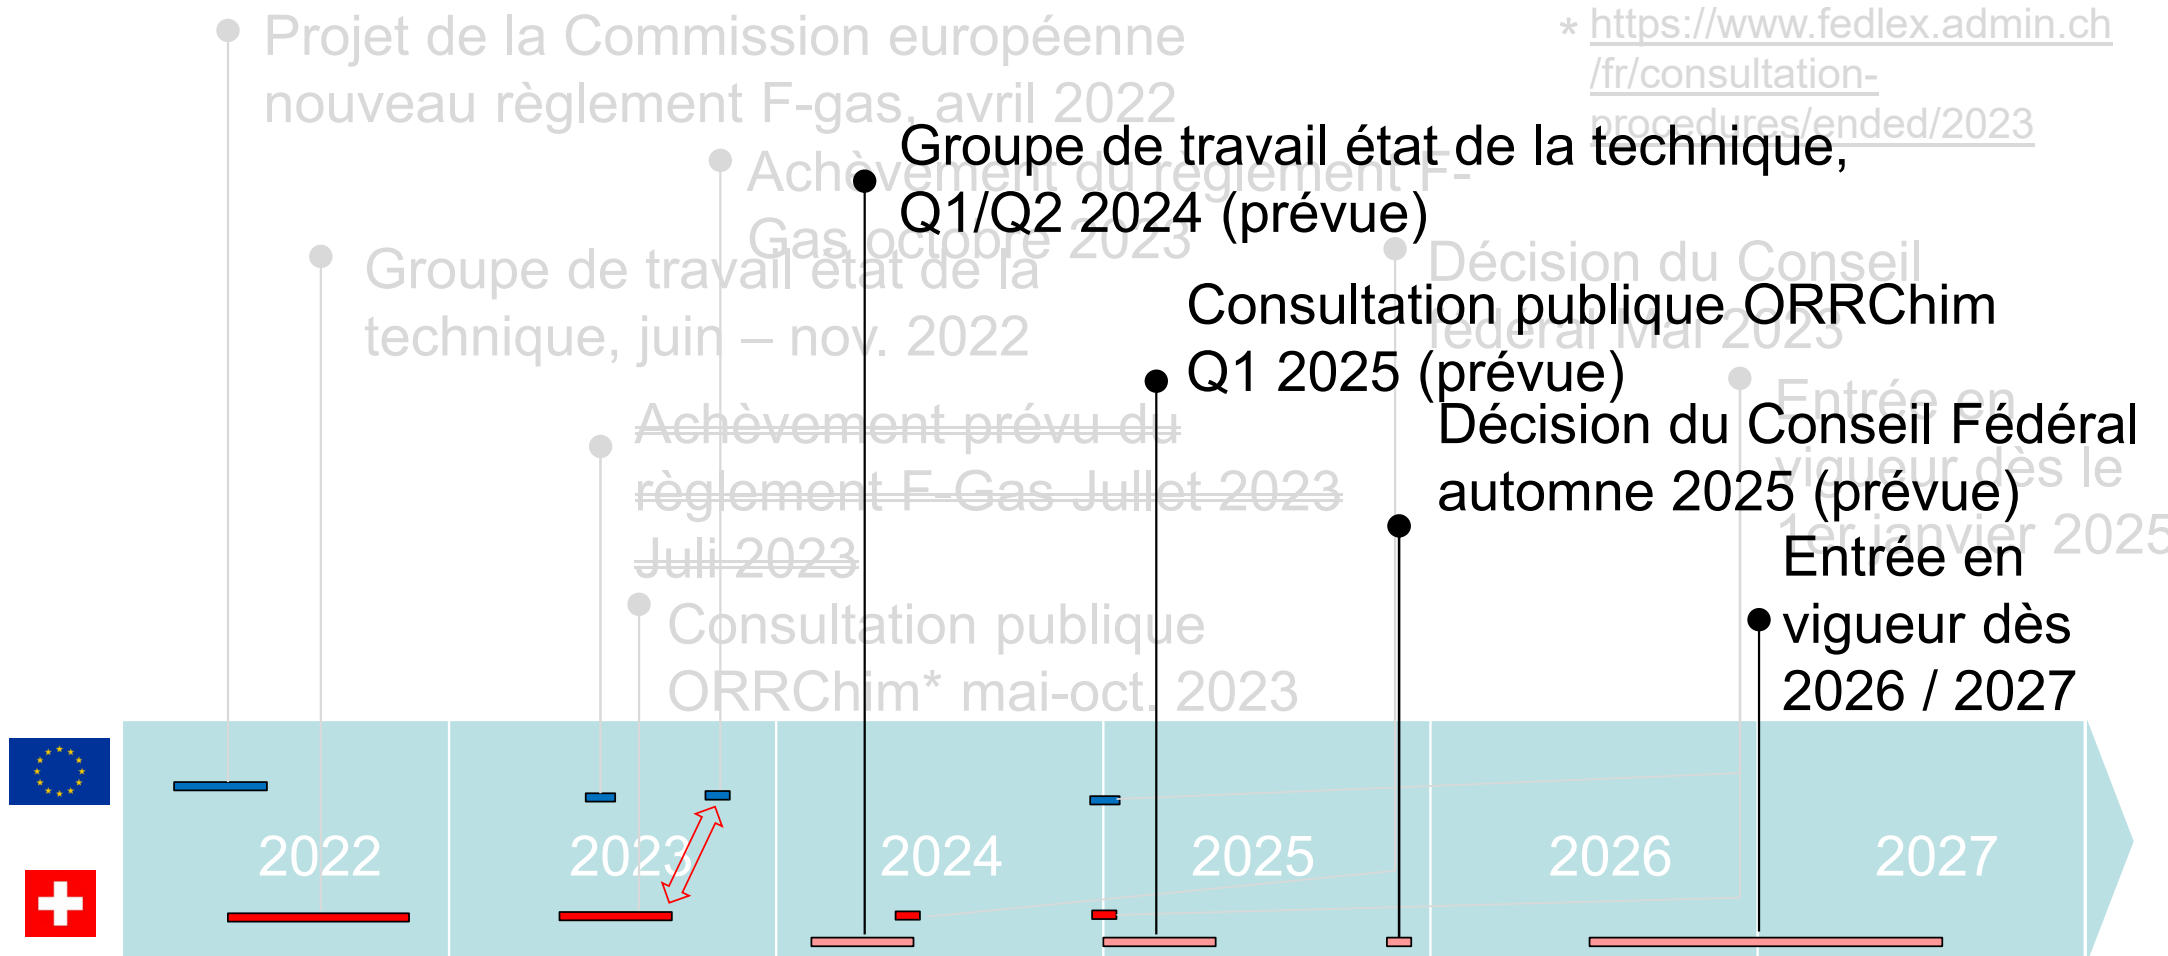 Projet de la Commission européenne
nouveau règlement F-gas, avril 2022
* https://www.fedlex.admin.ch
/fr/consultation-
procedures/ended/2023
Groupe de travail état de la technique,
Q1/Q2 2024 (prévue)
Achèvement du règlement F-
Gas octobre 2023
Groupe de travail état de la
technique, juin – nov. 2022
Décision du Conseil
fédéral Mai 2023
Consultation publique ORRChim
Q1 2025 (prévue)
Entrée en
vigueur dès le
1er janvier 2025
Achèvement prévu du
règlement F-Gas Jullet 2023
Juli 2023
Décision du Conseil Fédéral
automne 2025 (prévue)
Entrée en
vigueur dès
2026 / 2027
Consultation publique
ORRChim* mai-oct. 2023
2022
2023
2024
2025
2026
2027